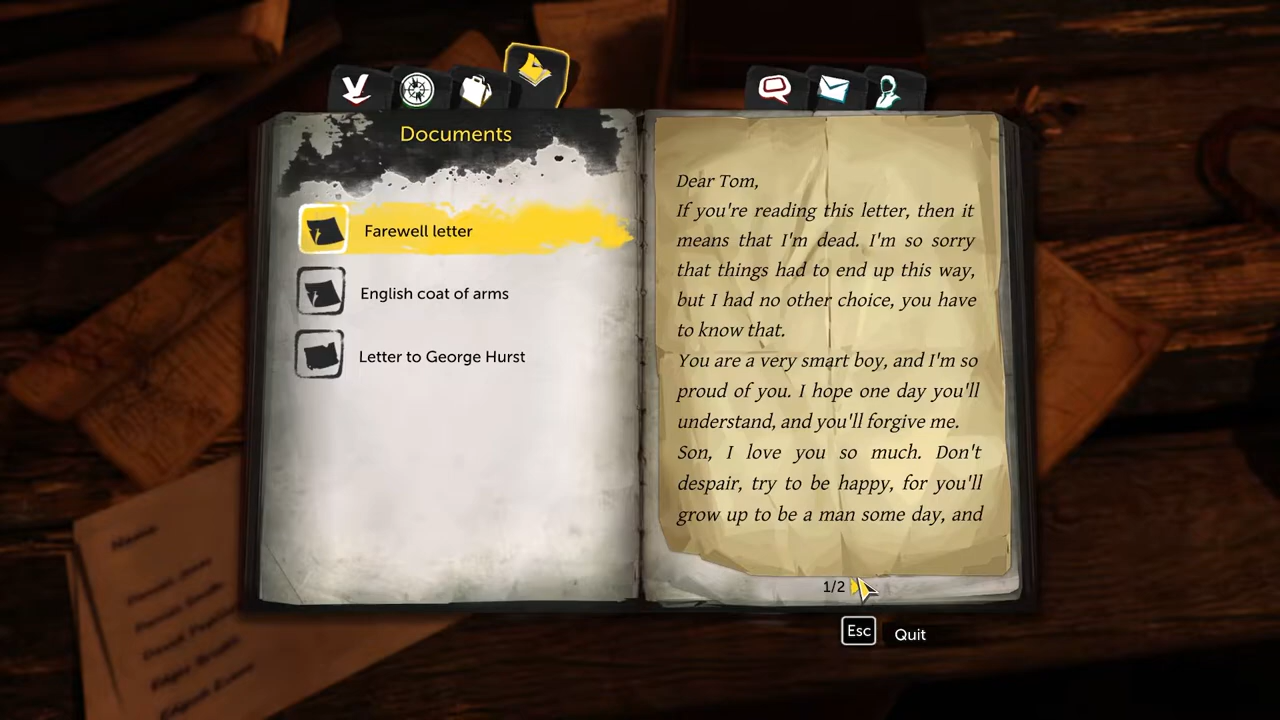 Documents
Farewell letter
English coat of arms
Letter to George Hurst
Dear Tom,
If you're reading this letter, then it
means that I'm dead. I'm so sorry
that things had to end up this way,
but I had no other choice, you have
to know that.
You are a very smart boy, and I'm so
proud of you. I hope one day you'll
understand, and you'll forgive me.
Son, I love you so much. Don't
despair, try to be happy, for you'll
grow up to be a man some day, and
1/2
Esc Quit
Name